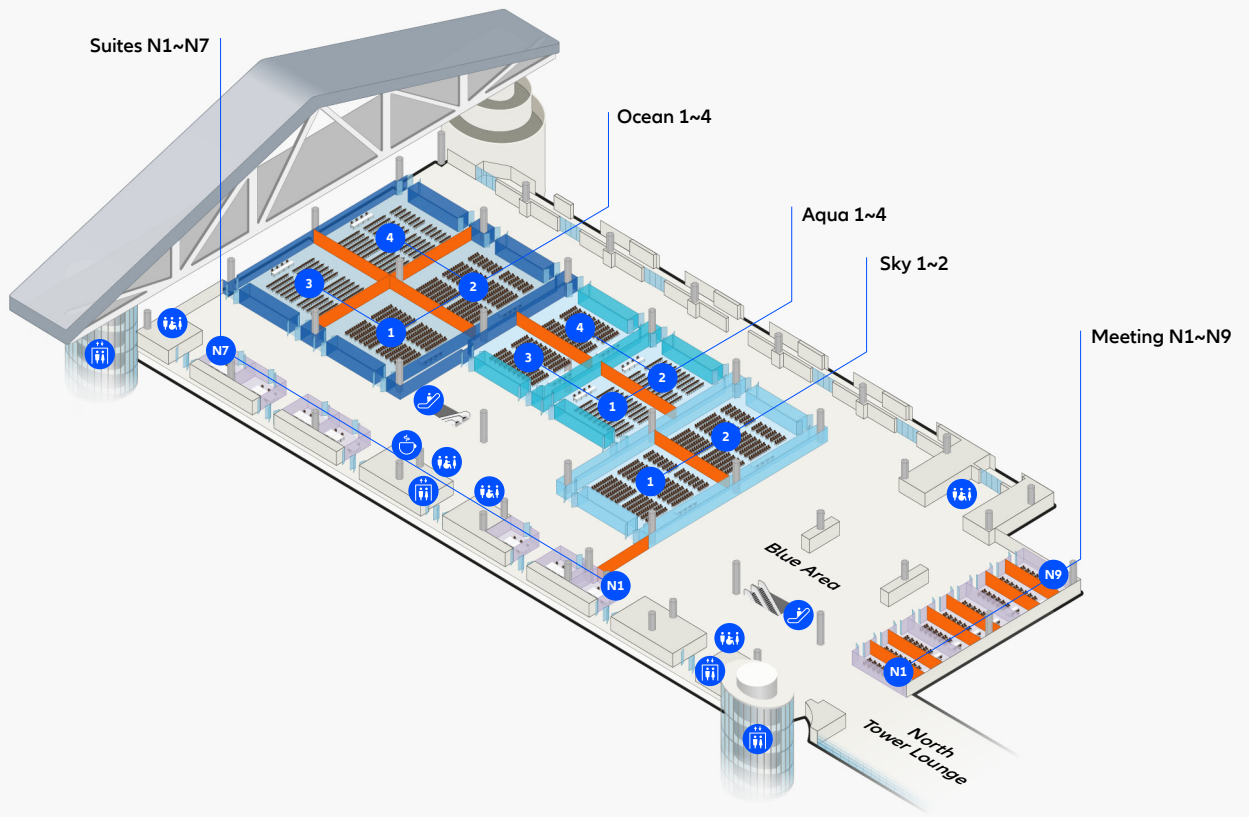 Suites N1~N7
Ocean 1~4
Aqua 1~4
Sky 1~2
Meeting N1~N9
4
3
2
1
N7
4
3
2
1
2
1
N1
Blue Area
N9
N1
North
Tower Lounge